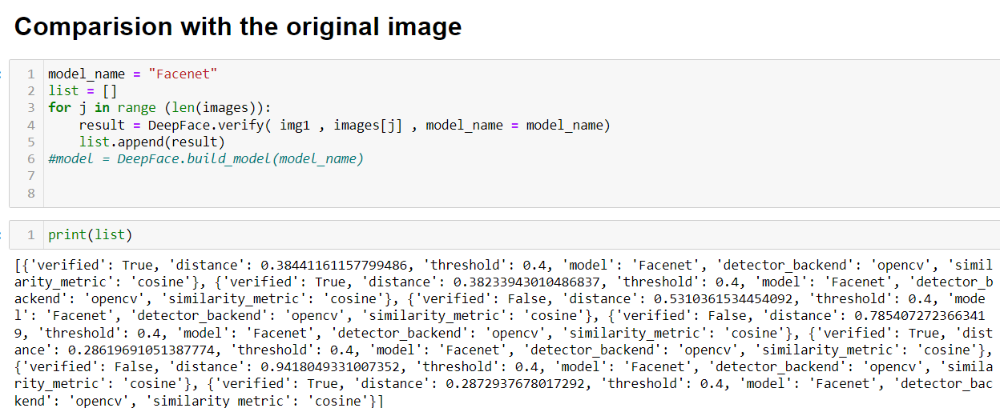 Comparision with the original image
1 model_name = "Facenet"
2 list = []
3 for j in range (len(images)):
4     result = DeepFace.verify( img1 , images[j] , model_name = model_name)
5     list.append(result)
6 #model = DeepFace.build_model(model_name)
7
8
1 print(list)
[{'verified': True, 'distance': 0.38441161157799486, 'threshold': 0.4, 'model': 'Facenet', 'detector_backend': 'opencv', 'simil
arity_metric': 'cosine'}, {'verified': True, 'distance': 0.38233943010486837, 'threshold': 0.4, 'model': 'Facenet', 'detector_b
ackend': 'opencv', 'similarity_metric': 'cosine'}, {'verified': False, 'distance': 0.5310361534454092, 'threshold': 0.4, 'mode
l': 'Facenet', 'detector_backend': 'opencv', 'similarity_metric': 'cosine'}, {'verified': False, 'distance': 0.785407272366341
9, 'threshold': 0.4, 'model': 'Facenet', 'detector_backend': 'opencv', 'similarity_metric': 'cosine'}, {'verified': True, 'dist
ance': 0.28619691051387774, 'threshold': 0.4, 'model': 'Facenet', 'detector_backend': 'opencv', 'similarity_metric': 'cosine'},
{'verified': False, 'distance': 0.9418049331007352, 'threshold': 0.4, 'model': 'Facenet', 'detector_backend': 'opencv', 'simila
rity_metric': 'cosine'}, {'verified': True, 'distance': 0.2872937678017292, 'threshold': 0.4, 'model': 'Facenet', 'detector_bac
kend': 'opencv', 'similarity_metric': 'cosine'}]